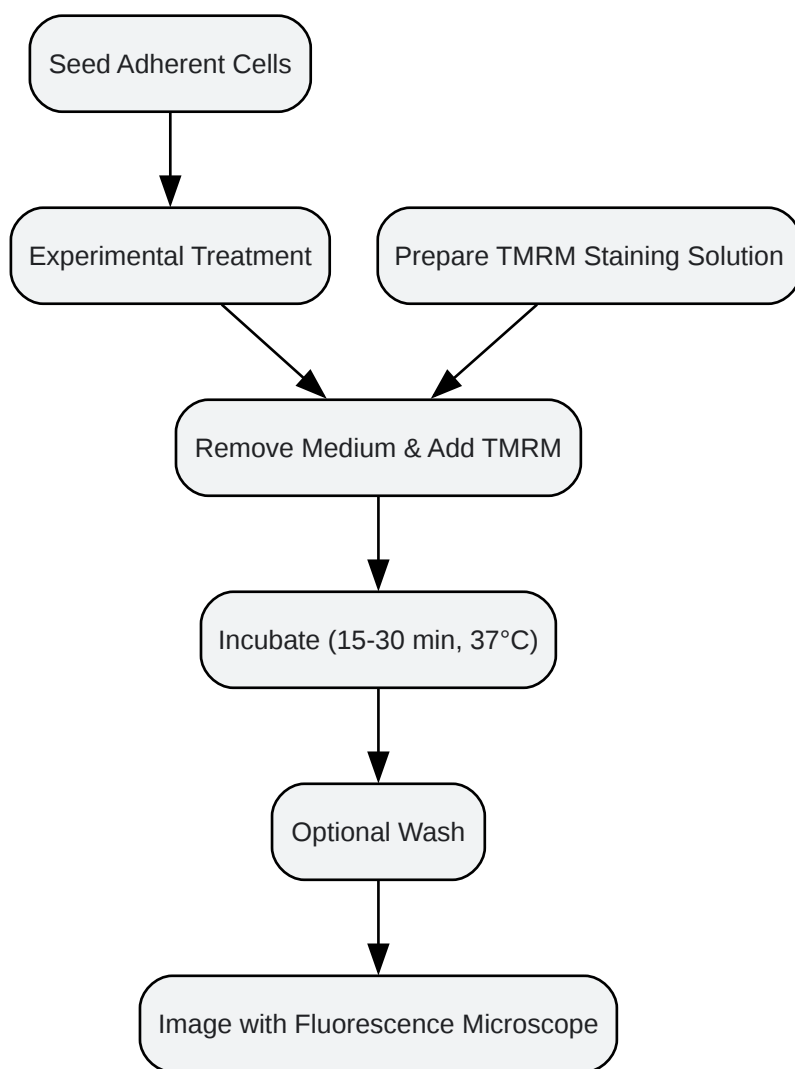 Seed Adherent Cells
Experimental Treatment
Prepare TMRM Staining Solution
Remove Medium & Add TMRM
Incubate (15-30 min, 37°C)
Optional Wash
Image with Fluorescence Microscope